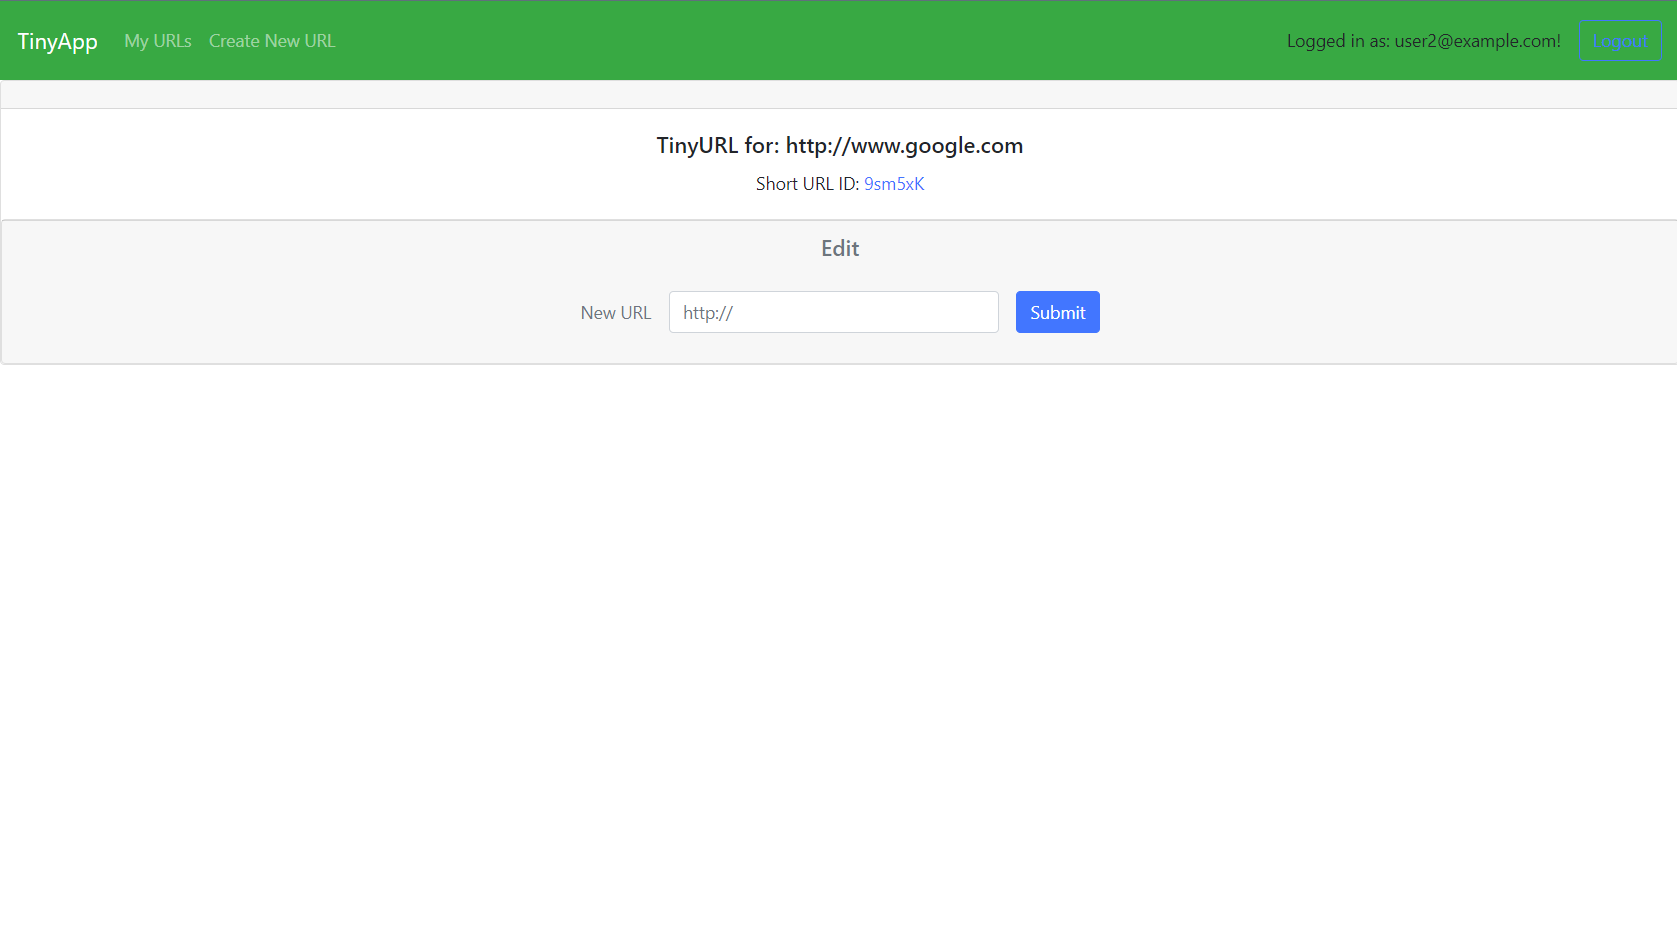 TinyApp My URLs Create New URL Logged in as: user2@example.com! Logout
TinyURL for: http://www.google.com
Short URL ID: 9sm5xK
Edit
New URL http:// Submit